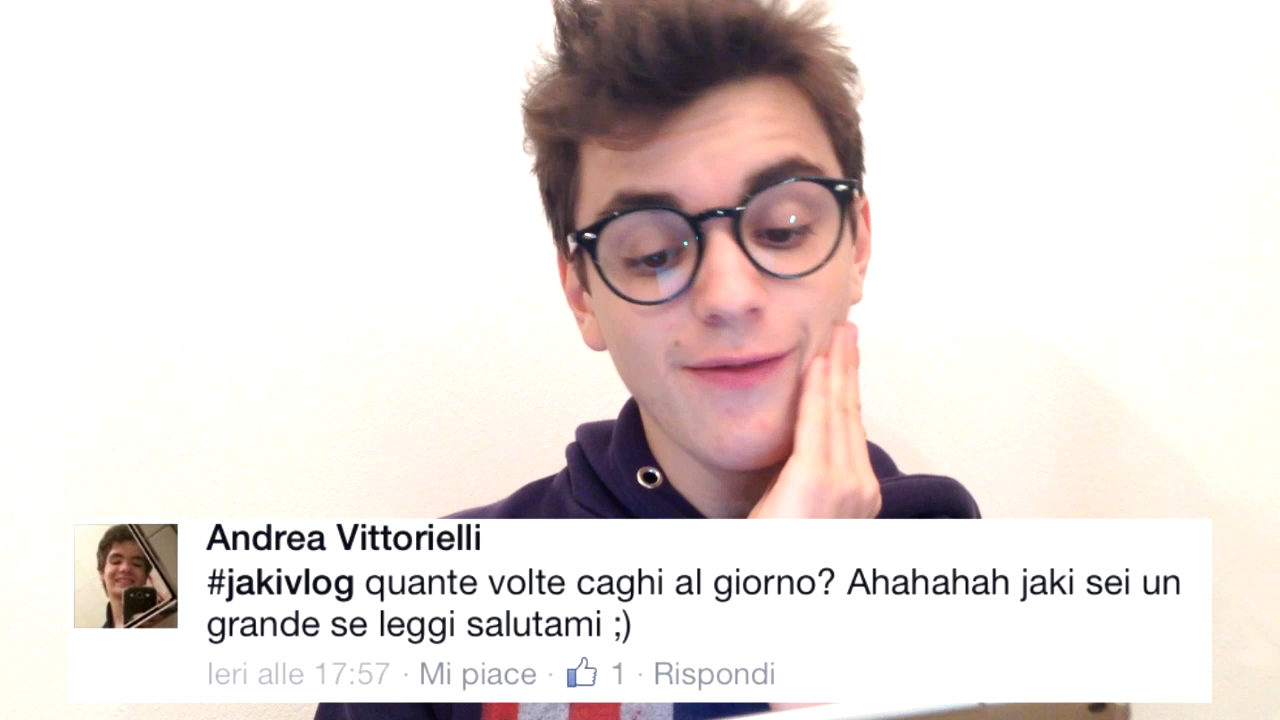 Andrea Vittorielli
#jakivlog quante volte caghi al giorno? Ahahahah jaki sei un
grande se leggi salutami ;)
Ieri alle 17:57 · Mi piace · 1 · Rispondi